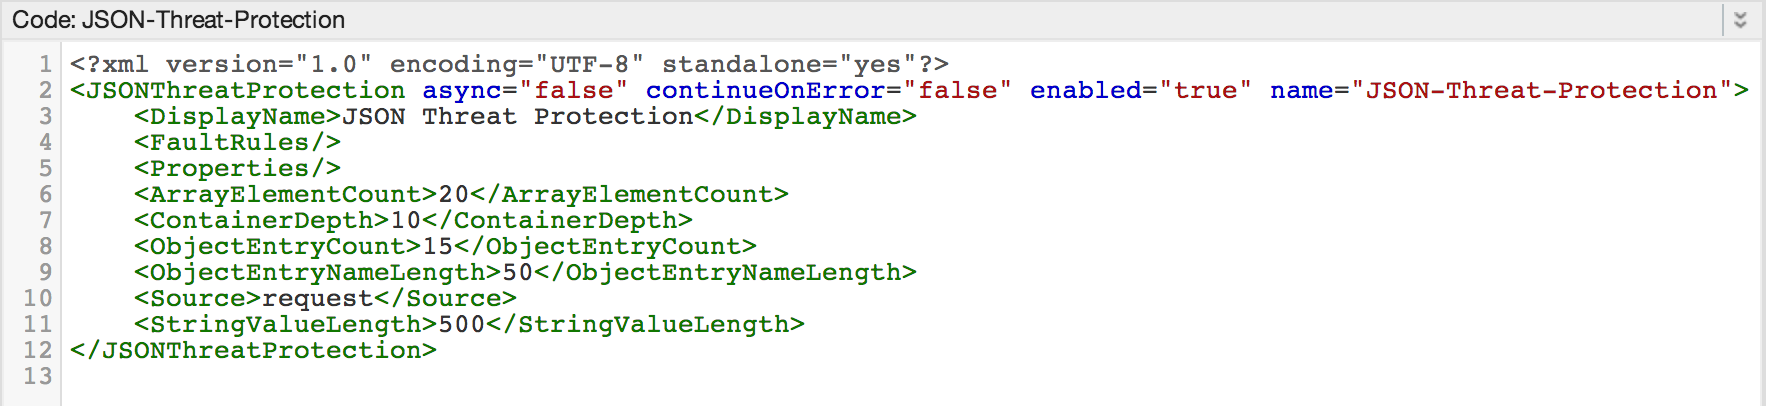 Code: JSON-Threat-Protection
1 <?xml version="1.0" encoding="UTF-8" standalone="yes"?>
2 <JSONThreatProtection async="false" continueOnError="false" enabled="true" name="JSON-Threat-Protection">
3     <DisplayName>JSON Threat Protection</DisplayName>
4     <FaultRules/>
5     <Properties/>
6     <ArrayElementCount>20</ArrayElementCount>
7     <ContainerDepth>10</ContainerDepth>
8     <ObjectEntryCount>15</ObjectEntryCount>
9     <ObjectEntryNameLength>50</ObjectEntryNameLength>
10     <Source>request</Source>
11     <StringValueLength>500</StringValueLength>
12 </JSONThreatProtection>
13